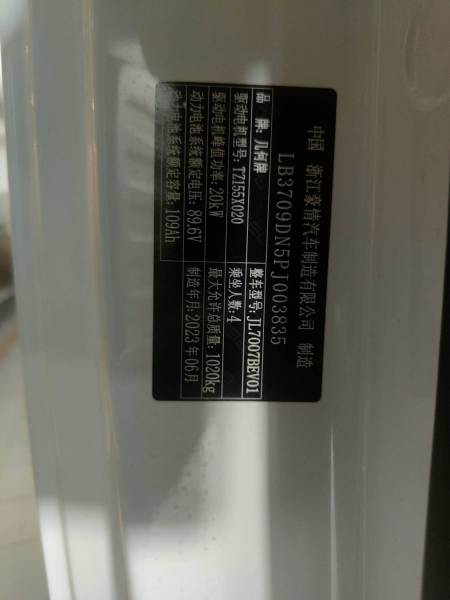 中国 浙江豪情汽车制造有限公司 制造
LB3709DN5PJ003835
品 牌:几何牌 整车型号:JL7007BEV01
驱动电机型号:TZ155X020 乘坐人数:4
驱动电机峰值功率:20kW 最大允许总质量:1020kg
动力电池系统额定电压:89.6V 制造年月:2023年06月
动力电池系统额定容量:109Ah